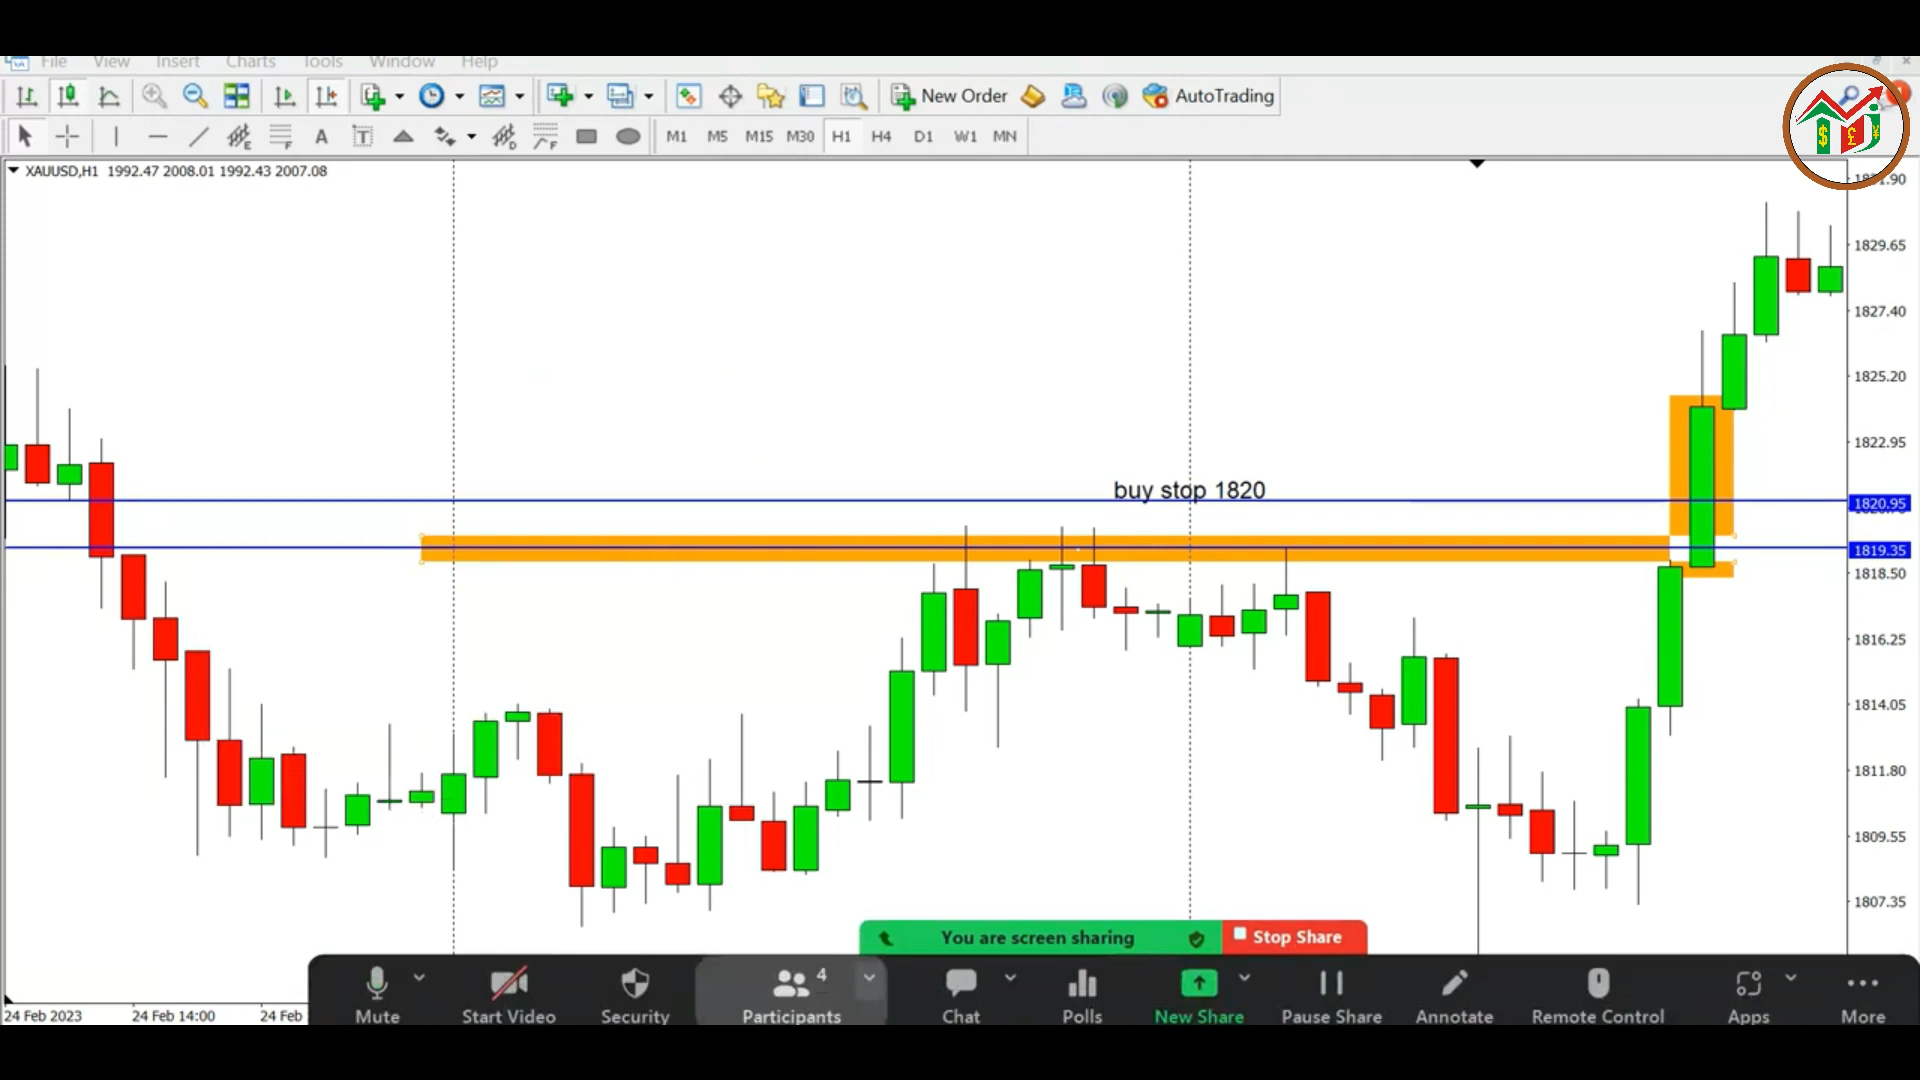 File View Insert Charts Tools Window Help
New Order AutoTrading
A T M1 M5 M15 M30 H1 H4 D1 W1 MN
XAUUSD,H1 1992.47 2008.01 1992.43 2007.08
1829.65
1827.40
1825.20
1822.95
buy stop 1820
1820.95
1819.35
1818.50
1816.25
1814.05
1811.80
1809.55
1807.35
You are screen sharing Stop Share
4
24 Feb 2023 24 Feb 14:00 24 Feb
Mute Start Video Security Participants Chat Polls New Share Pause Share Annotate Remote Control Apps More